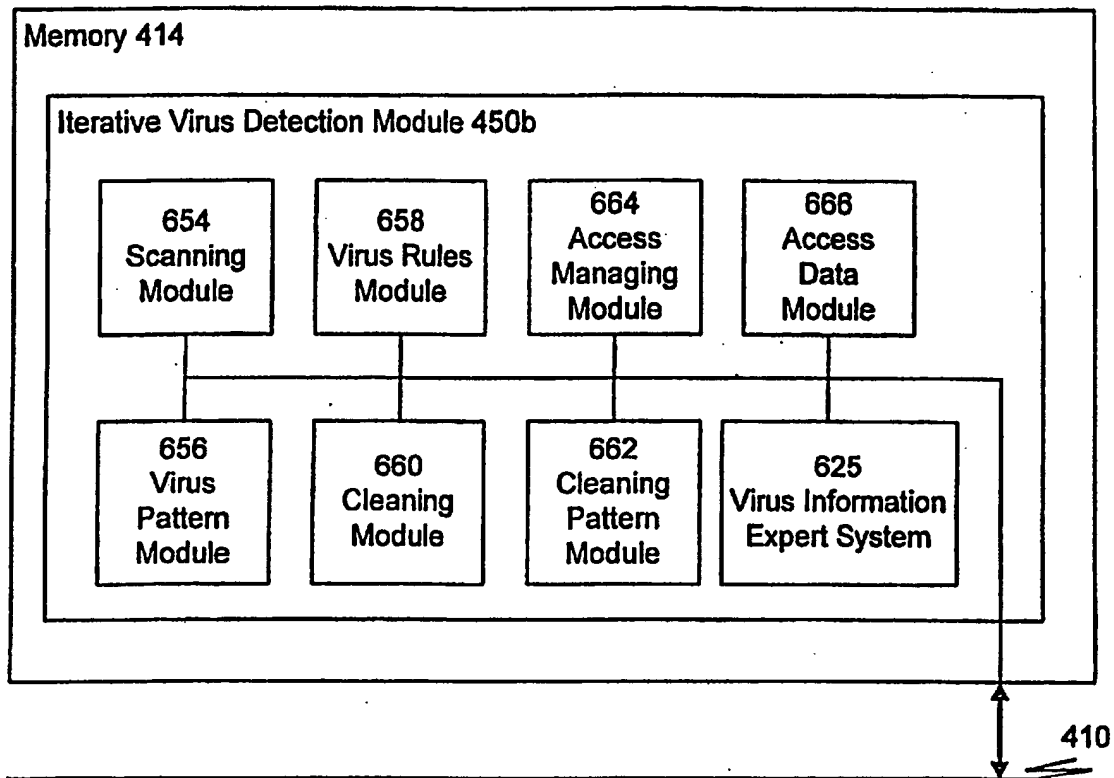 Memory 414
Iterative Virus Detection Module 450b
654
Scanning
Module
658
Virus Rules
Module
664
Access
Managing
Module
666
Access
Data
Module
656
Virus
Pattern
Module
660
Cleaning
Module
662
Cleaning
Pattern
Module
625
Virus Information
Expert System
410